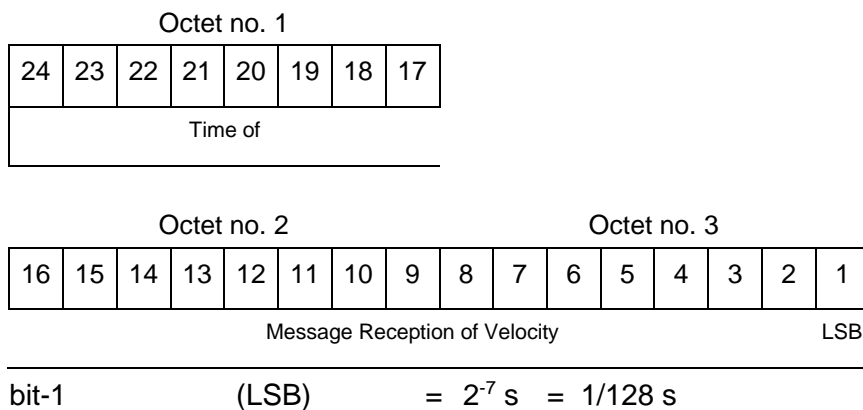 Octet no. 1
24 23 22 21 20 19 18 17
Time of
Octet no. 2 Octet no. 3
16 15 14 13 12 11 10 9 8 7 6 5 4 3 2 1
Message Reception of Velocity LSB
bit-1 (LSB) = 2⁻⁷ s = 1/128 s